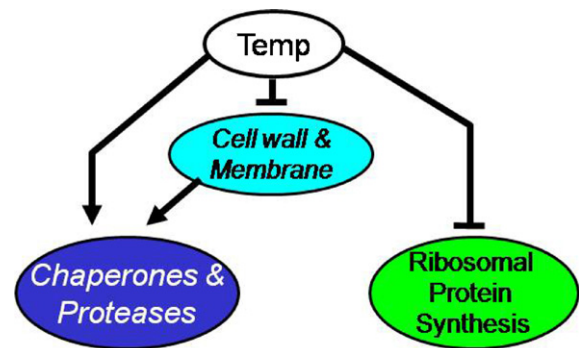 Temp
Cell wall &
Membrane
Chaperones &
Proteases
Ribosomal
Protein
Synthesis